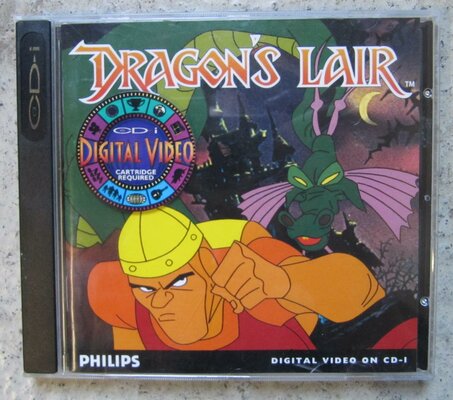 DRAGON'S LAIR
TM
CD-i
DIGITAL VIDEO
CARTRIDGE
REQUIRED
CD-i
PHILIPS
DIGITAL VIDEO ON CD-I